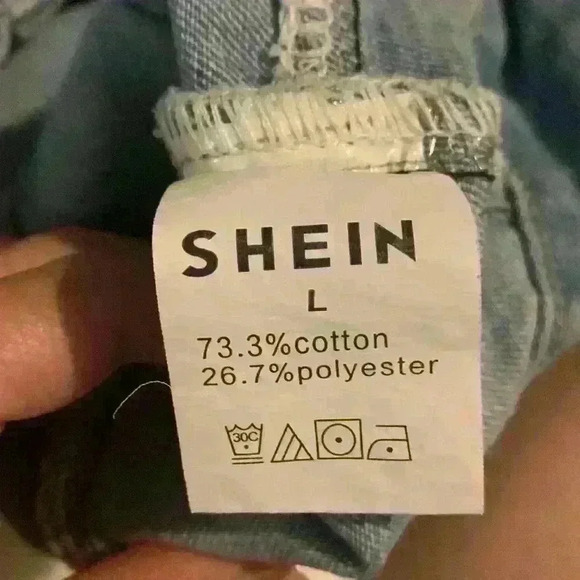 SHEIN
L
73.3%cotton
26.7%polyester
30C